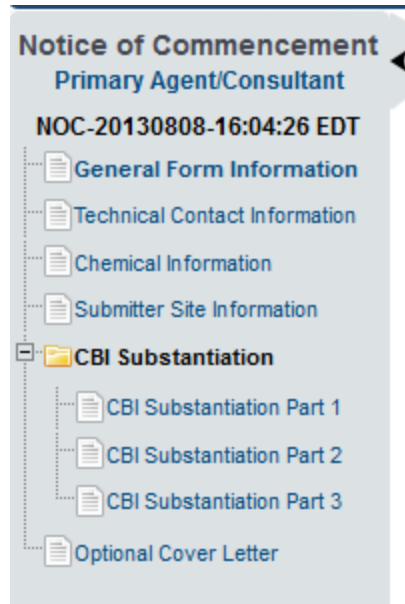 Notice of Commencement
Primary Agent/Consultant
NOC-20130808-16:04:26 EDT
General Form Information
Technical Contact Information
Chemical Information
Submitter Site Information
CBI Substantiation
CBI Substantiation Part 1
CBI Substantiation Part 2
CBI Substantiation Part 3
Optional Cover Letter